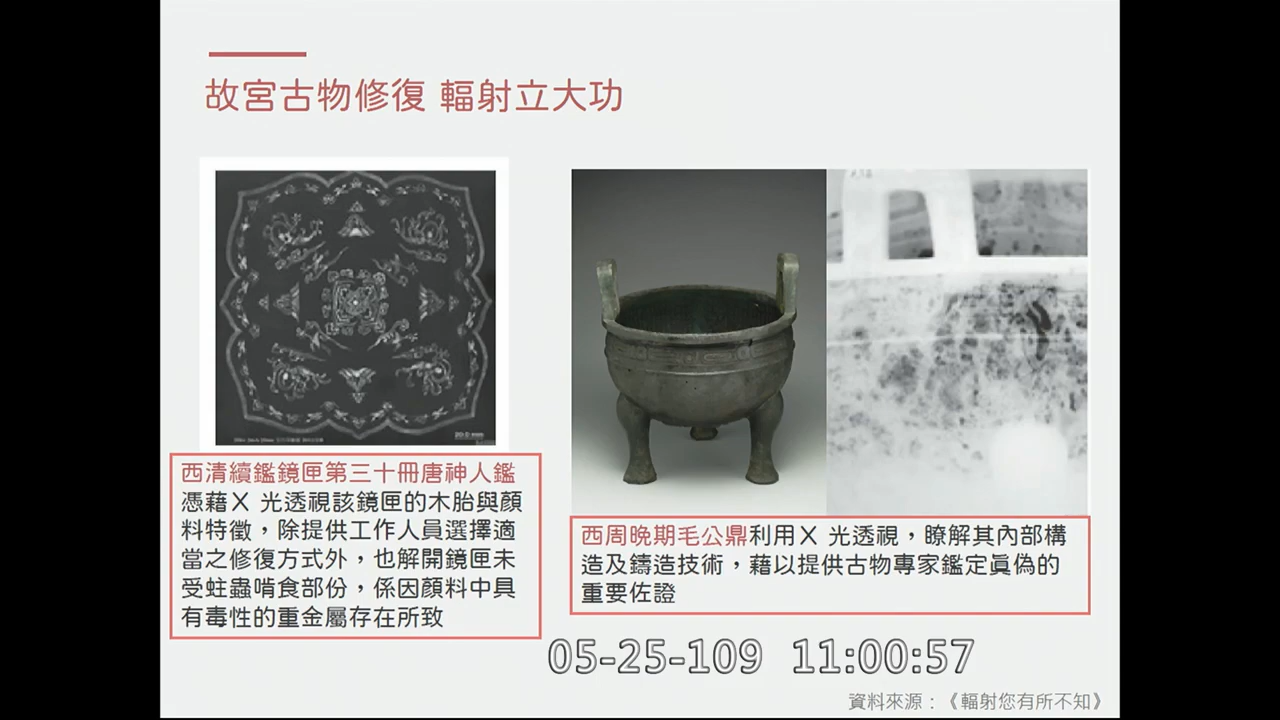 故宮古物修復 輻射立大功
西清續鑑鏡匣第三十冊唐神人鑑
憑藉X 光透視該鏡匣的木胎與顏
料特徵，除提供工作人員選擇適
當之修復方式外，也解開鏡匣未
受蛀蟲啃食部份，係因顏料中具
有毒性的重金屬存在所致
西周晚期毛公鼎利用X 光透視，瞭解其內部構
造及鑄造技術，藉以提供古物專家鑑定真偽的
重要佐證
05-25-109 11:00:57
資料來源：《輻射您有所不知》